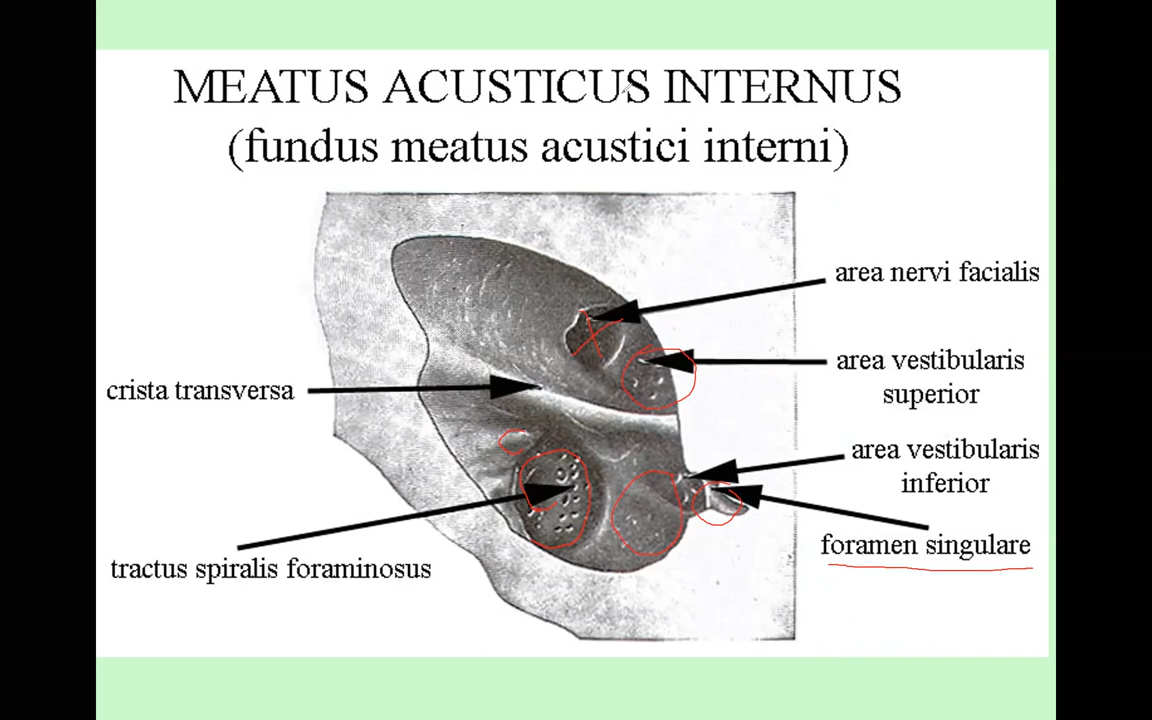 MEATUS ACUSTICUS INTERNUS
(fundus meatus acustici interni)
area nervi facialis
area vestibularis
superior
crista transversa
area vestibularis
inferior
foramen singulare
tractus spiralis foraminosus